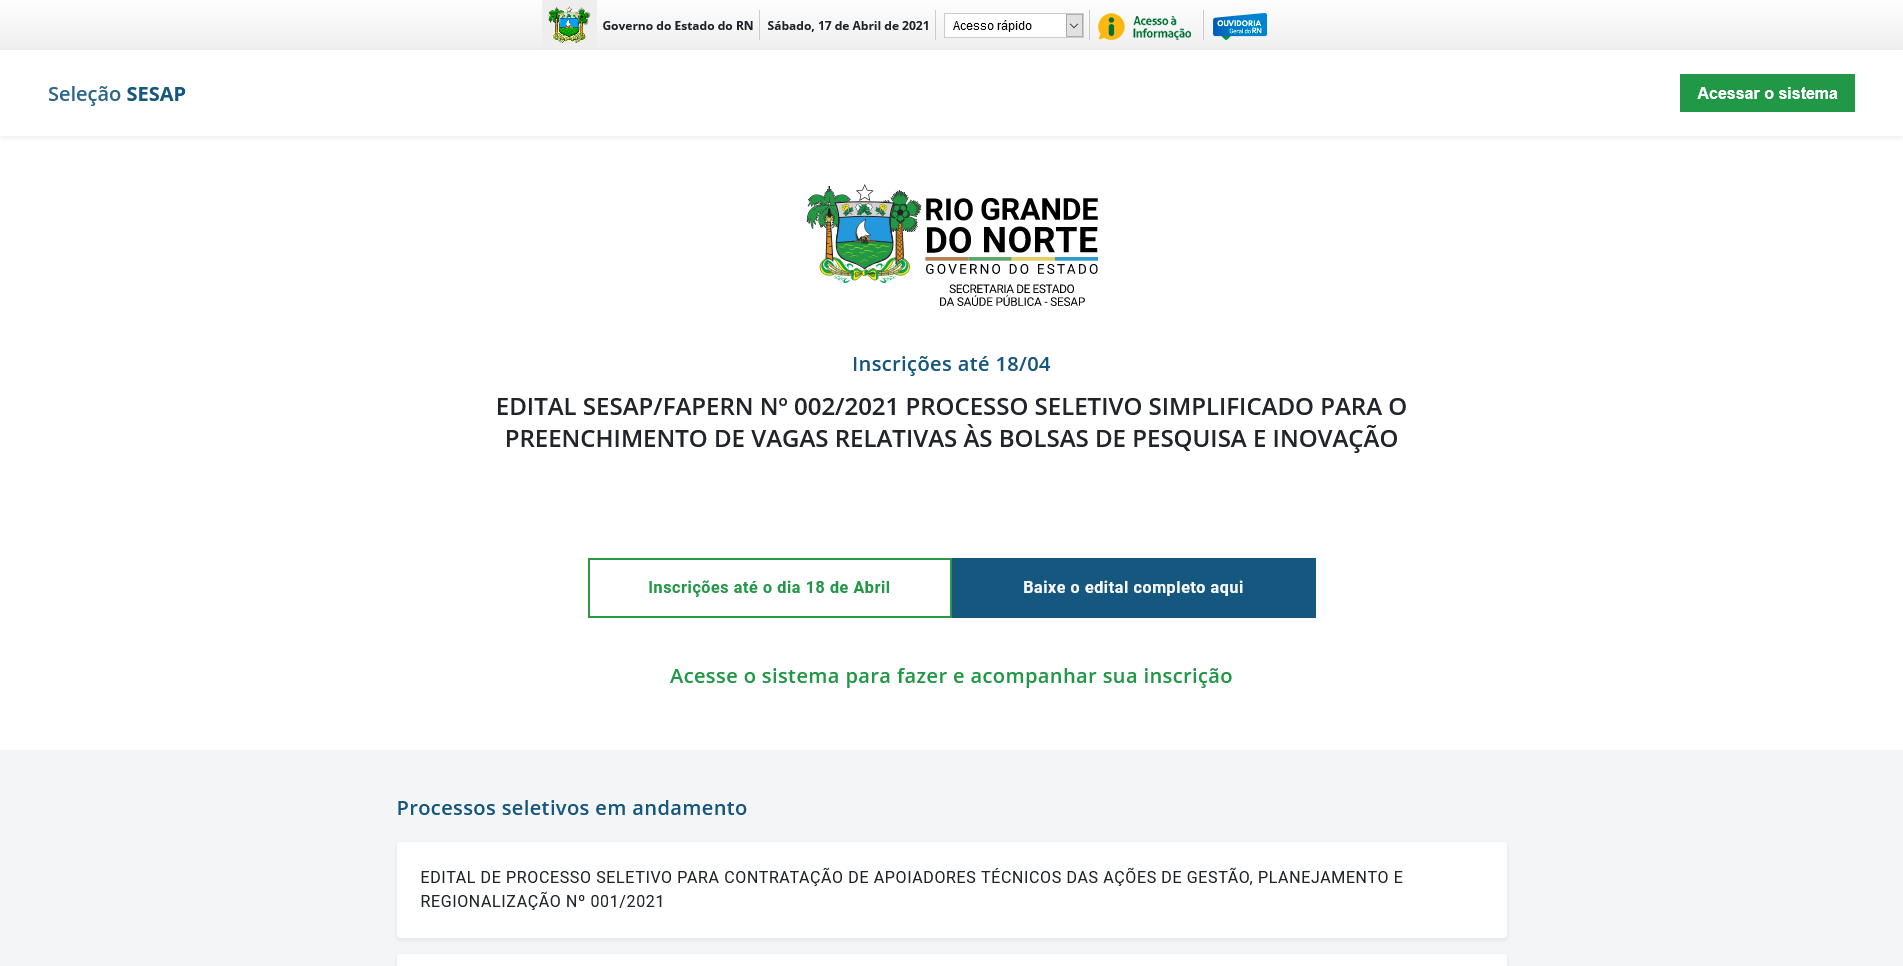 Governo do Estado do RN
Sábado, 17 de Abril de 2021
Acesso rápido
Acesso à
Informação
OUVIDORIA
Geral do RN
Seleção SESAP
Acessar o sistema
RIO GRANDE
DO NORTE
GOVERNO DO ESTADO
SECRETARIA DE ESTADO
DA SAÚDE PÚBLICA - SESAP
Inscrições até 18/04
EDITAL SESAP/FAPERN Nº 002/2021 PROCESSO SELETIVO SIMPLIFICADO PARA O
PREENCHIMENTO DE VAGAS RELATIVAS ÀS BOLSAS DE PESQUISA E INOVAÇÃO
Inscrições até o dia 18 de Abril
Baixe o edital completo aqui
Acesse o sistema para fazer e acompanhar sua inscrição
Processos seletivos em andamento
EDITAL DE PROCESSO SELETIVO PARA CONTRATAÇÃO DE APOIADORES TÉCNICOS DAS AÇÕES DE GESTÃO, PLANEJAMENTO E
REGIONALIZAÇÃO Nº 001/2021